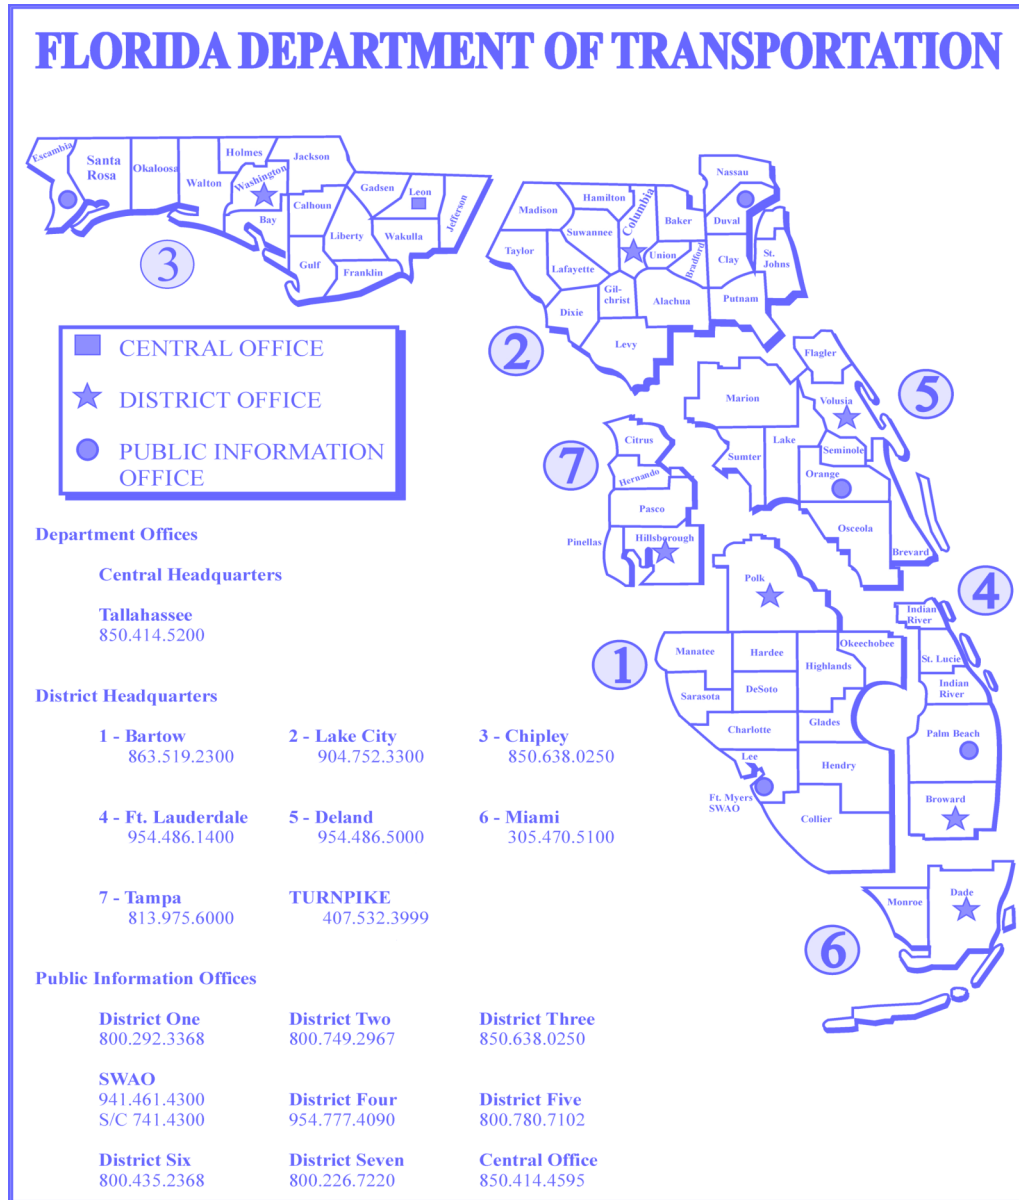 FLORIDA DEPARTMENT OF TRANSPORTATION
Escambia
Santa
Rosa
Okaloosa
Walton
Holmes
Washington
Jackson
Bay
Calhoun
Gulf
Liberty
Gadsen
Franklin
Leon
Wakulla
Jefferson
3
Madison
Hamilton
Columbia
Taylor
Suwannee
Lafayette
Dixie
Gil-
christ
Levy
Union
Baker
Bradford
Alachua
Nassau
Duval
Clay
St.
Johns
Putnam
2
CENTRAL OFFICE
DISTRICT OFFICE
PUBLIC INFORMATION
OFFICE
Flagler
Marion
Volusia
Sumter
Lake
Seminole
Orange
Osceola
Brevard
5
Citrus
Hernando
Pasco
Pinellas
Hillsborough
7
Polk
Manatee
Hardee
Okeechobee
Highlands
Sarasota
DeSoto
Charlotte
Glades
Lee
Hendry
Ft. Myers
SWAO
Collier
1
Indian
River
St. Lucie
Indian
River
Palm Beach
Broward
4
Monroe
Dade
6
Department Offices
Central Headquarters
Tallahassee
850.414.5200
District Headquarters
1 - Bartow
863.519.2300
2 - Lake City
904.752.3300
3 - Chipley
850.638.0250
4 - Ft. Lauderdale
954.486.1400
5 - Deland
954.486.5000
6 - Miami
305.470.5100
7 - Tampa
813.975.6000
TURNPIKE
407.532.3999
Public Information Offices
District One
800.292.3368
District Two
800.749.2967
District Three
850.638.0250
SWAO
941.461.4300
S/C 741.4300
District Four
954.777.4090
District Five
800.780.7102
District Six
800.435.2368
District Seven
800.226.7220
Central Office
850.414.4595